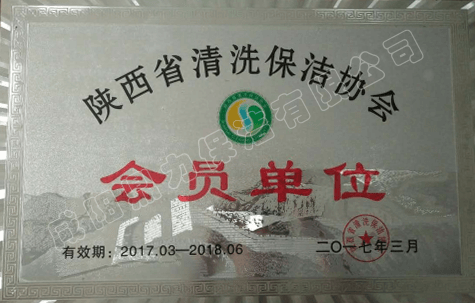 陕西省清洗保洁协会
会员单位
有效期：2017.03—2018.06
二〇一七年三月